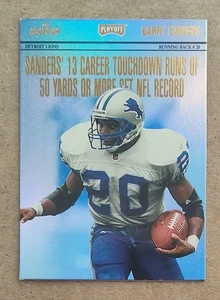 PLAYOFF
BARRY SANDERS
DETROIT LIONS
RUNNING BACK # 20
SANDERS' 13 CAREER TOUCHDOWN RUNS OF
50 YARDS OR MORE SET NFL RECORD
20